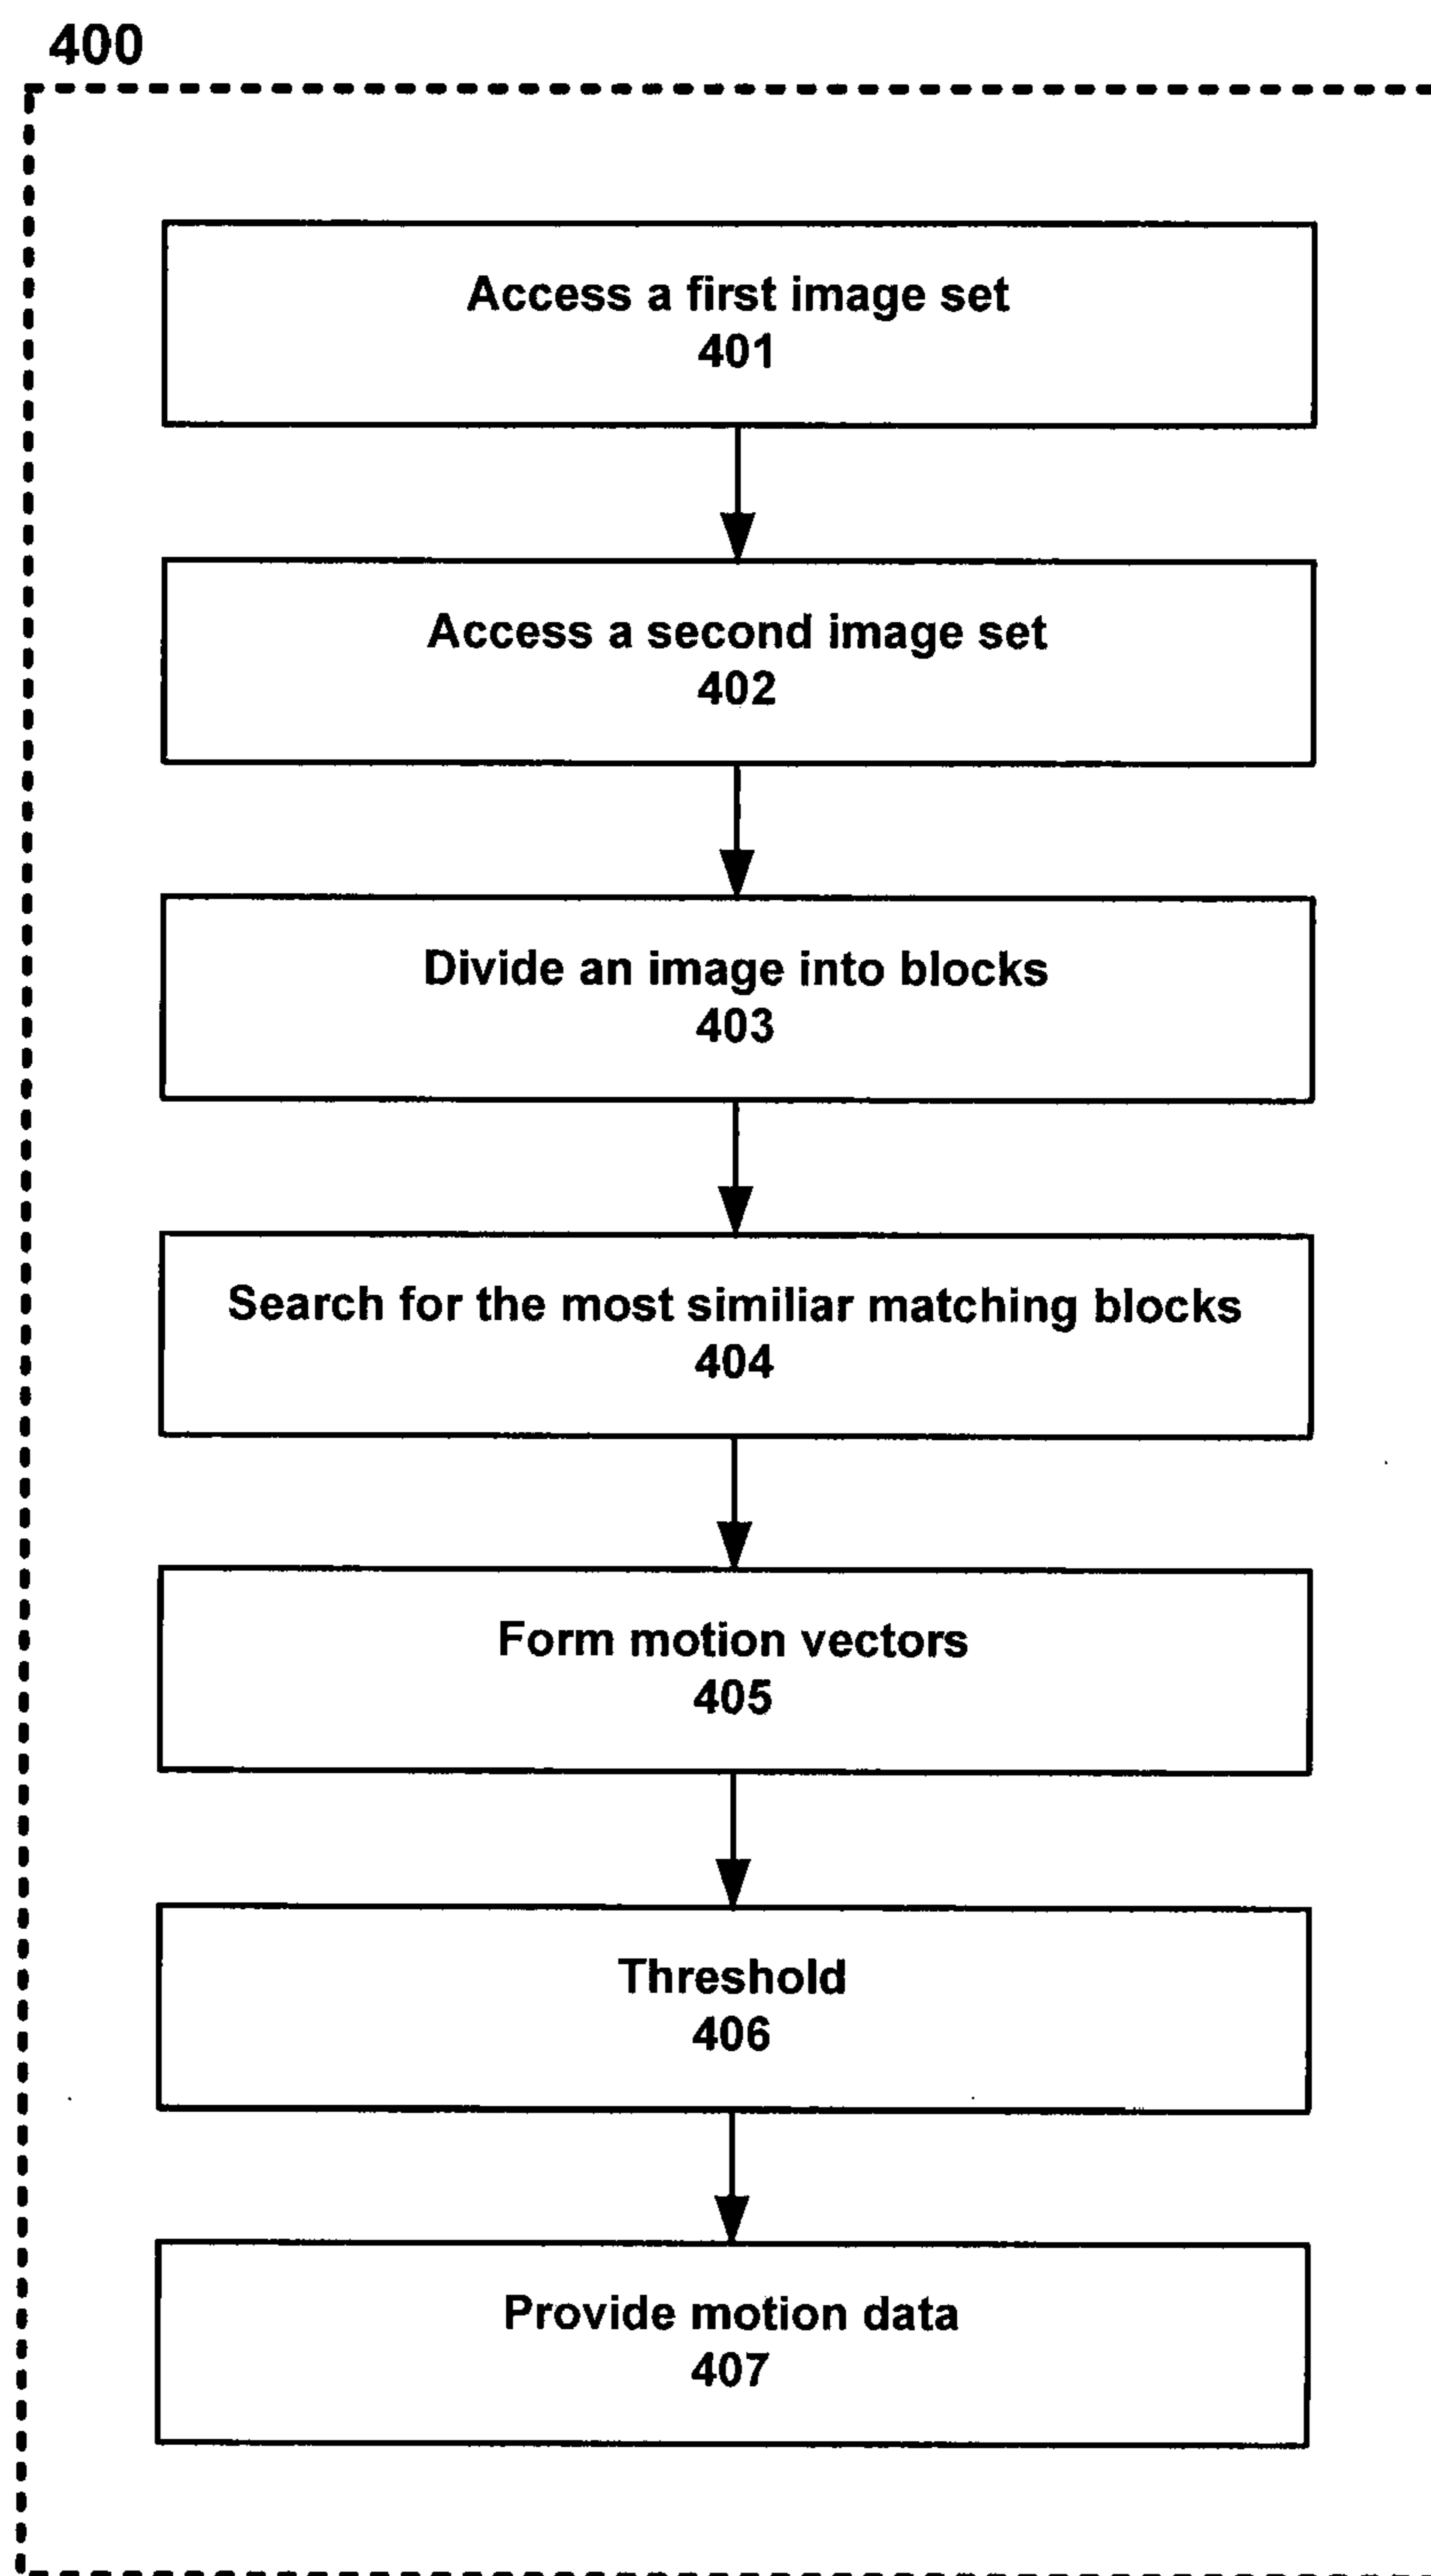 400
Access a first image set
401
Access a second image set
402
Divide an image into blocks
403
Search for the most similiar matching blocks
404
Form motion vectors
405
Threshold
406
Provide motion data
407